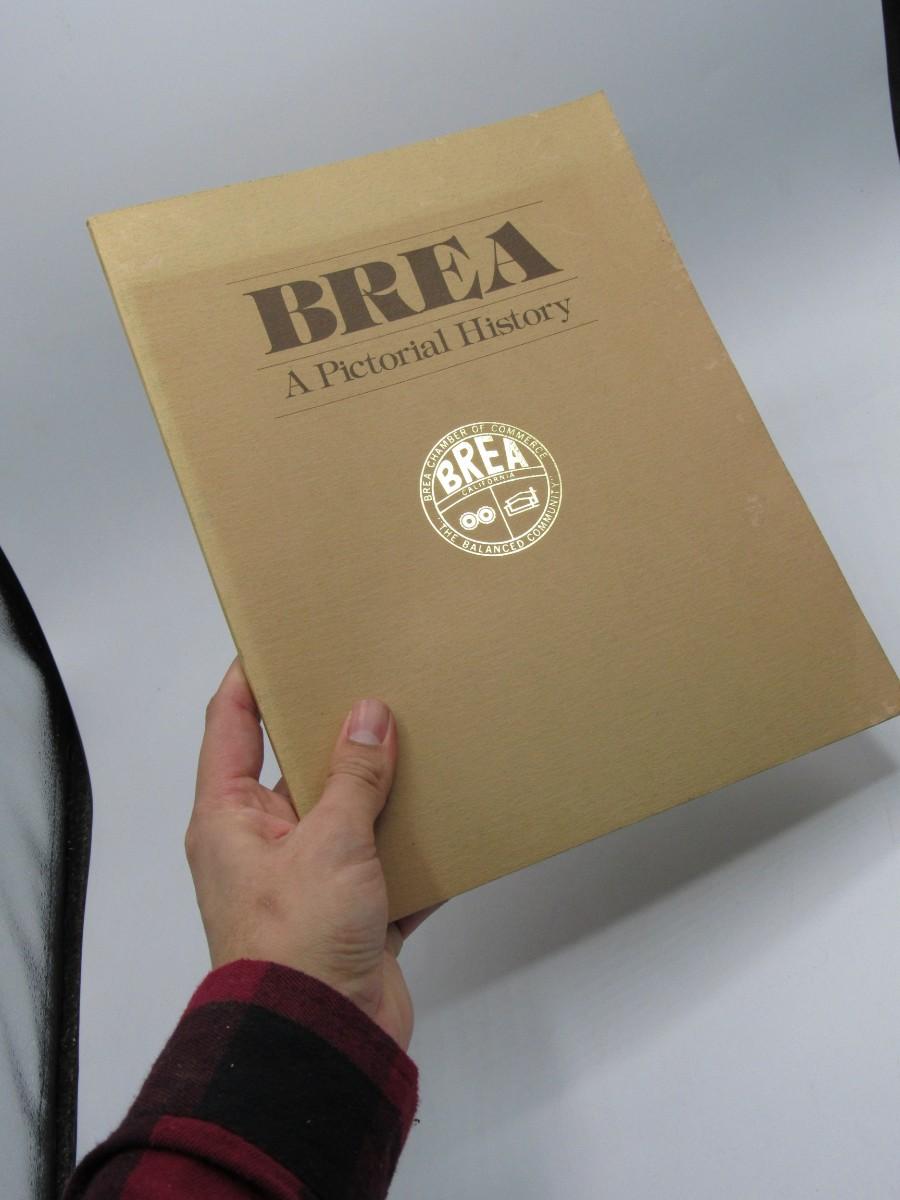 BREA
A Pictorial History
BREA CHAMBER OF COMMERCE
BREA
CALIFORNIA
"THE BALANCED COMMUNITY"